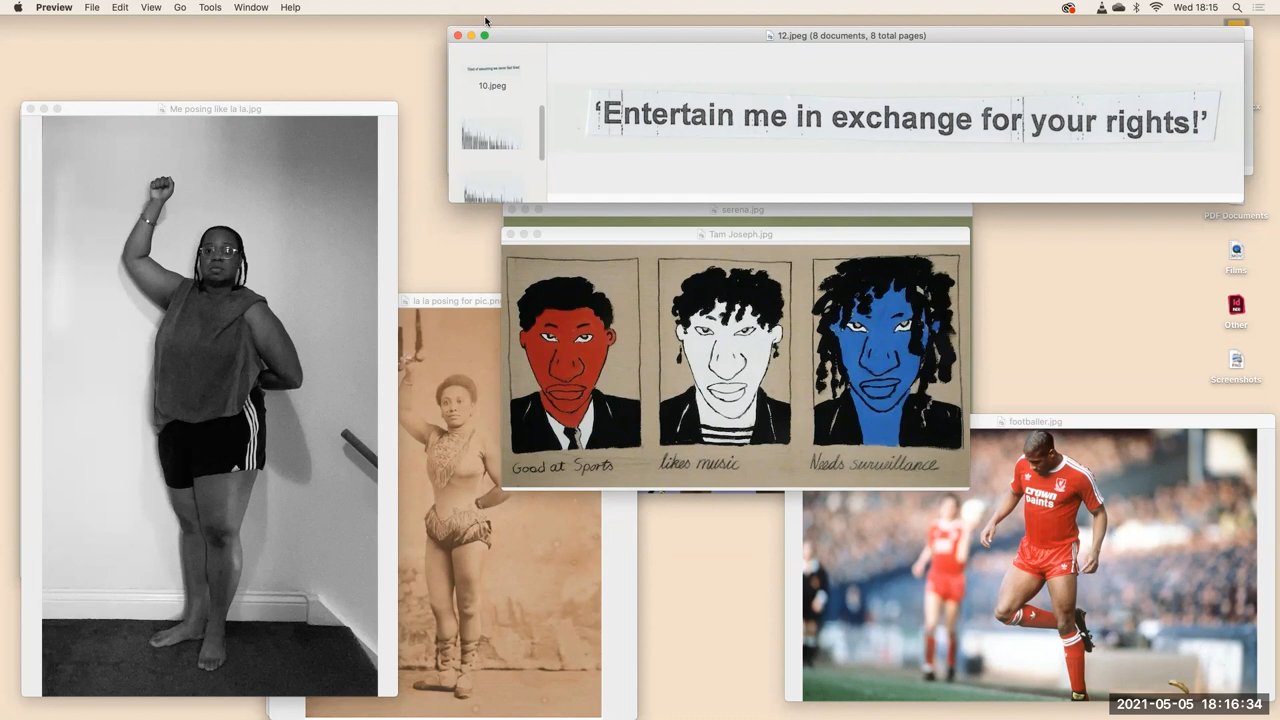 Preview File Edit View Go Tools Window Help
Wed 18:15
12.jpeg (8 documents, 8 total pages)
10.jpeg
‘Entertain me in exchange for your rights!’
Me posing like la la.jpg
serena.jpg
PDF Documents
Tam Joseph.jpg
Films
la la posing for pic.png
Other
Screenshots
Good at Sports
likes music
Needs surveillance
footballer.jpg
crown
paints
2021-05-05 18:16:34